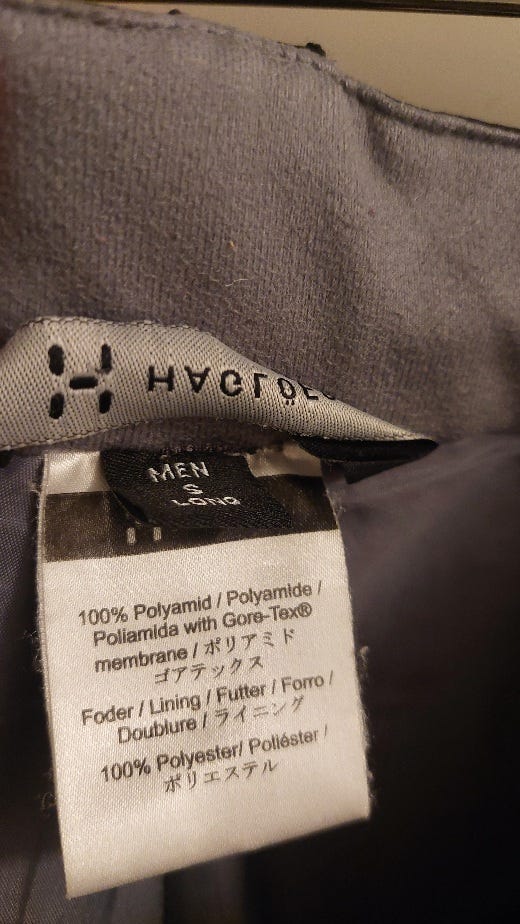 HAGLÖFS
MEN
S
LONG
100% Polyamid / Polyamide /
Poliamida with Gore-Tex®
membrane / ポリアミド
ゴアテックス
Foder / Lining / Futter / Forro /
Doublure / ライニング
100% Polyester/ Poliéster /
ポリエステル